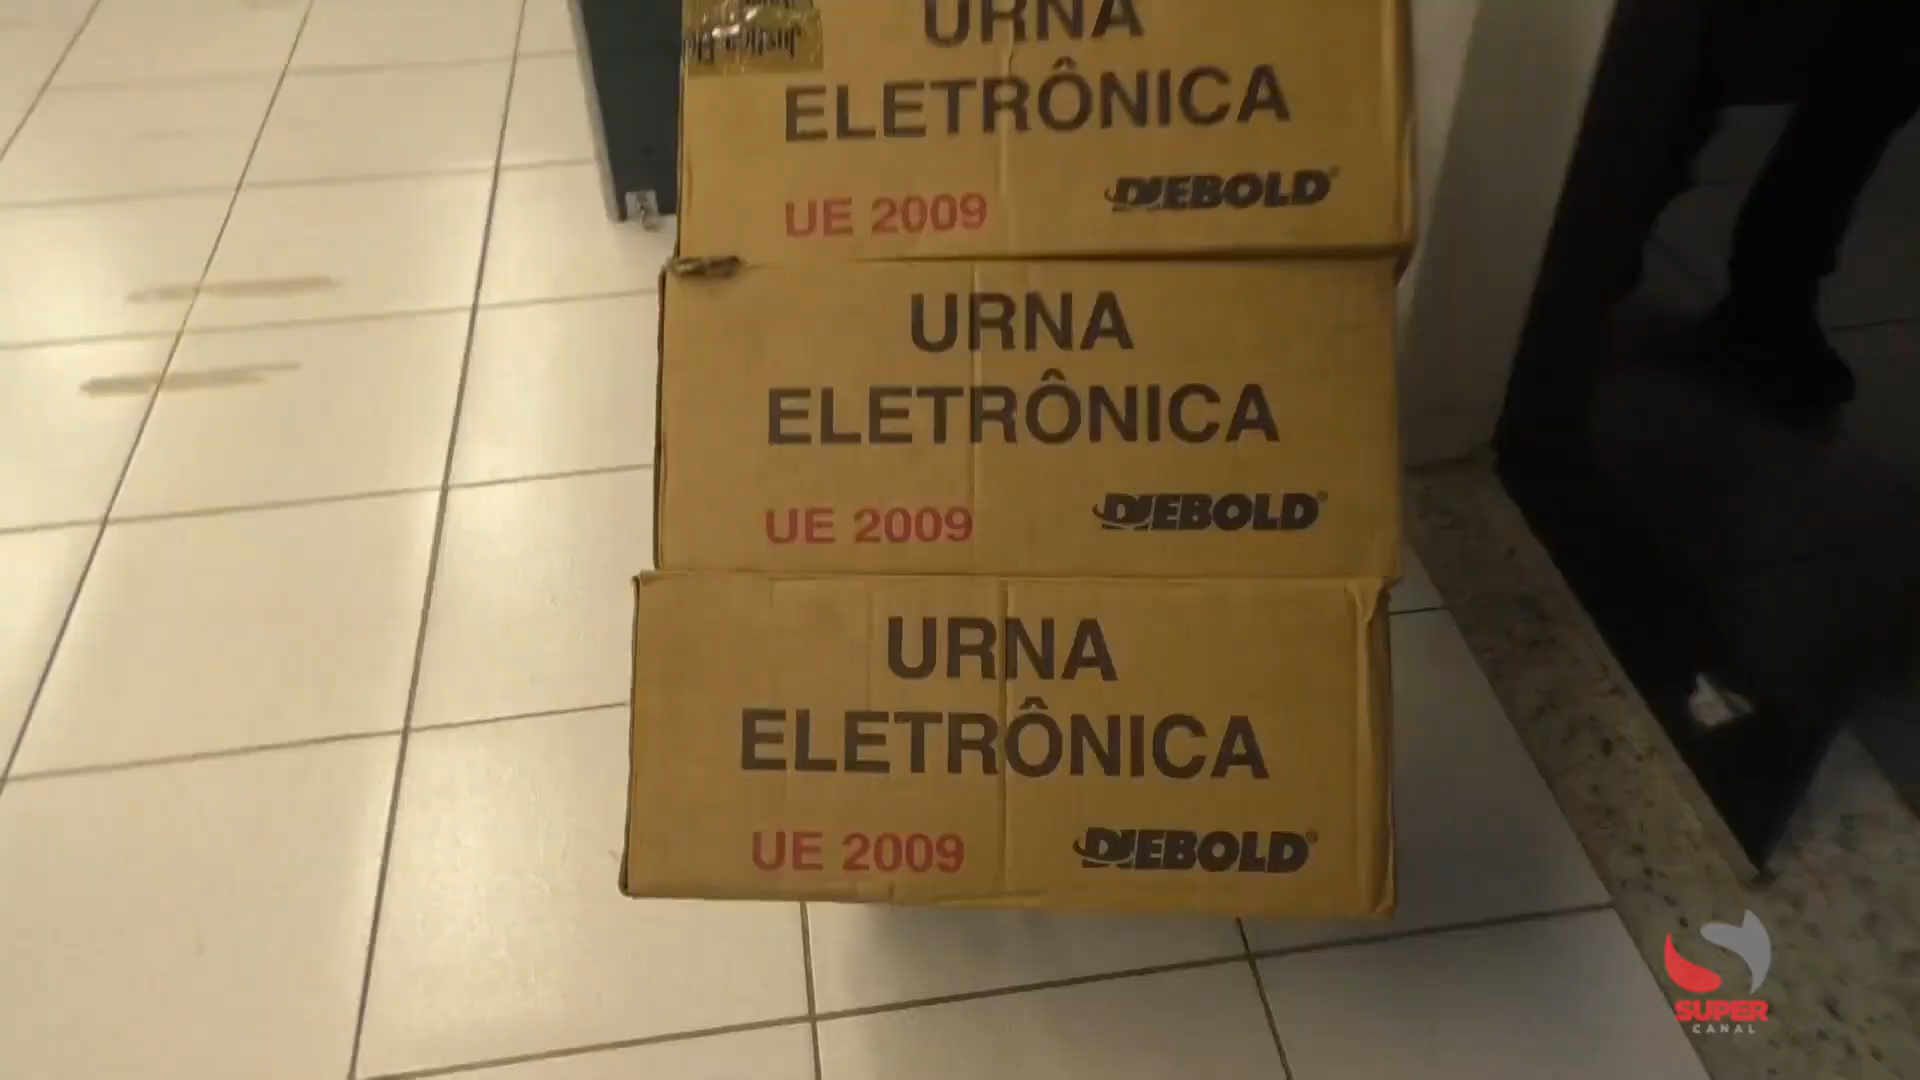 URNA
ELETRÔNICA
UE 2009 DIEBOLD®
URNA
ELETRÔNICA
UE 2009 DIEBOLD®
URNA
ELETRÔNICA
UE 2009 DIEBOLD®
SUPER
CANAL